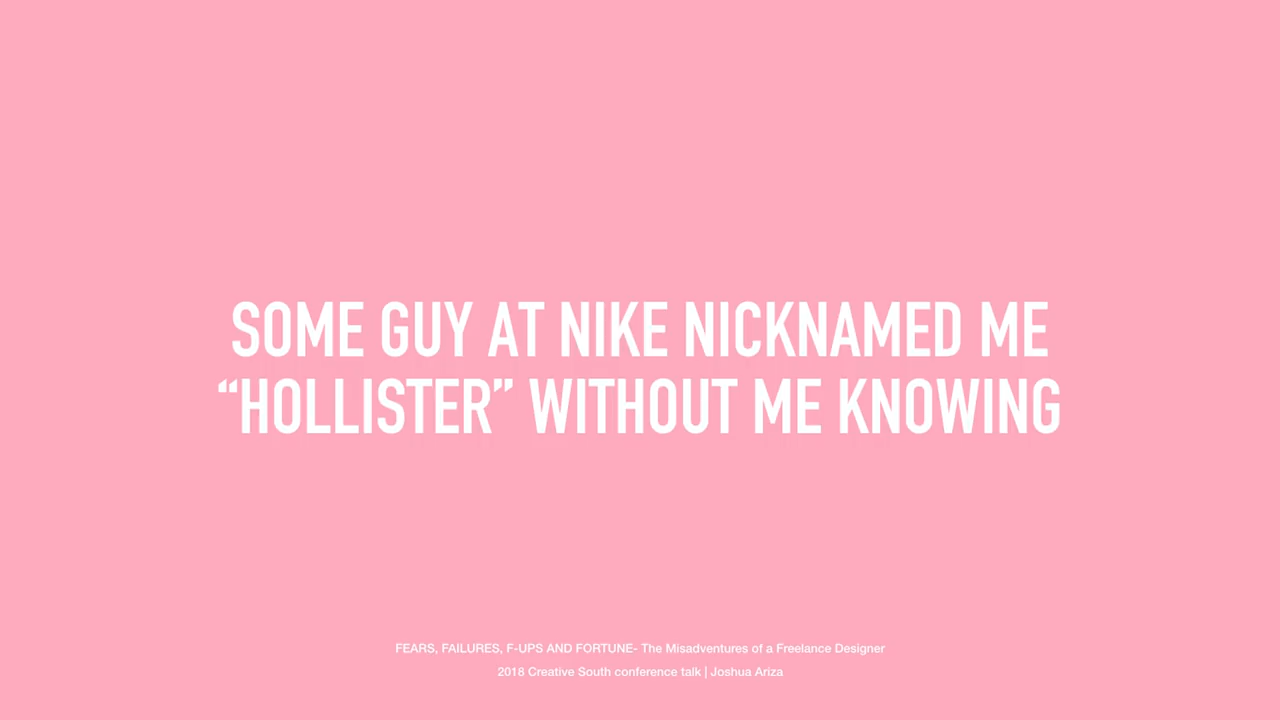 SOME GUY AT NIKE NICKNAMED ME
“HOLLISTER” WITHOUT ME KNOWING
FEARS, FAILURES, F-UPS AND FORTUNE- The Misadventures of a Freelance Designer
2018 Creative South conference talk | Joshua Ariza